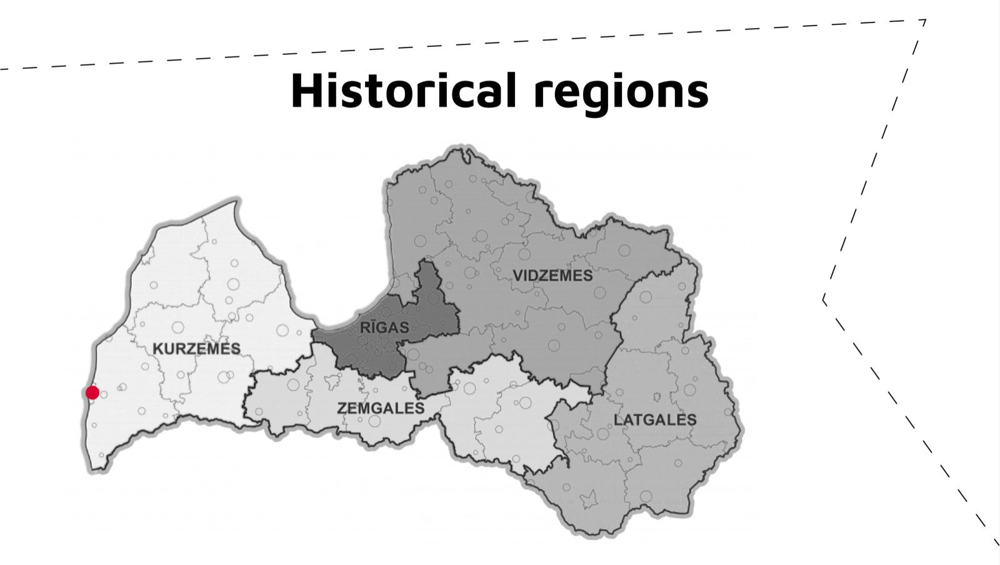 Historical regions
VIDZEMES
RĪGAS
KURZEMES
ZEMGALES
LATGALES